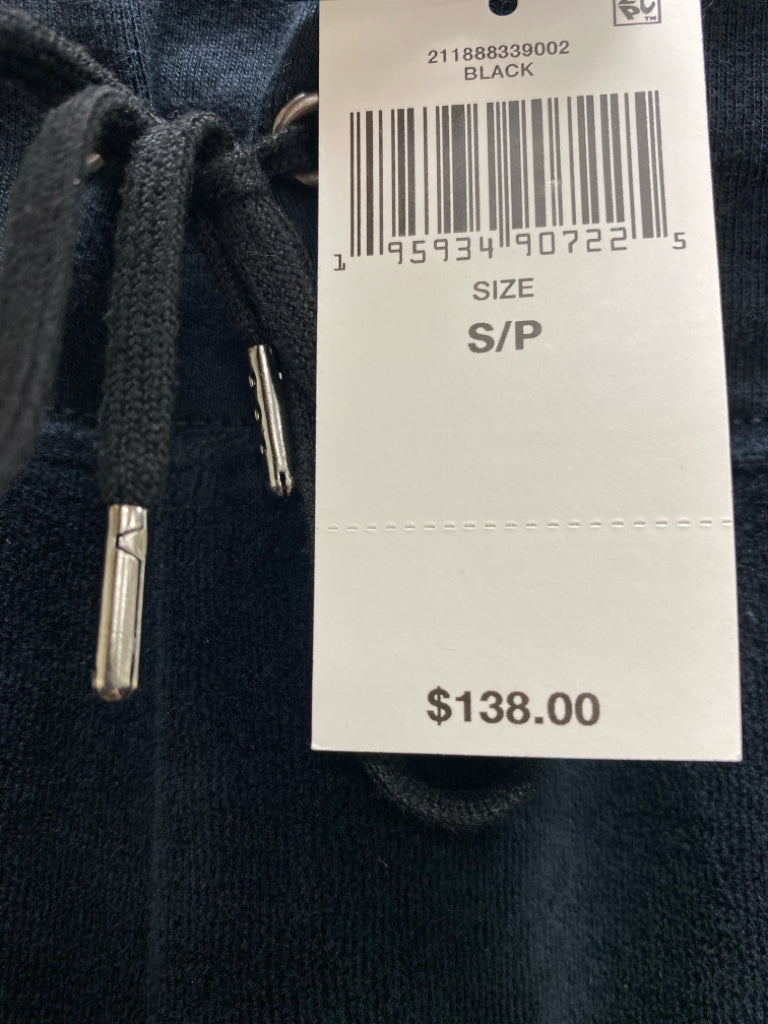 211888339002
BLACK
1 95934 90722 5
SIZE
S/P
$138.00